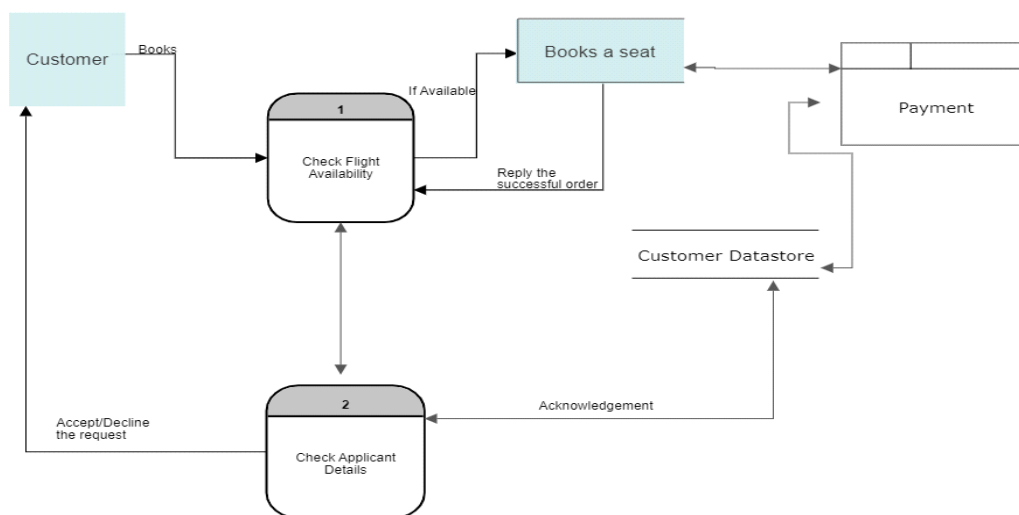 Customer
Books
Books a seat
If Available
1
Check Flight
Availability
Payment
Reply the
successful order
Customer Datastore
2
Check Applicant
Details
Acknowledgement
Accept/Decline
the request